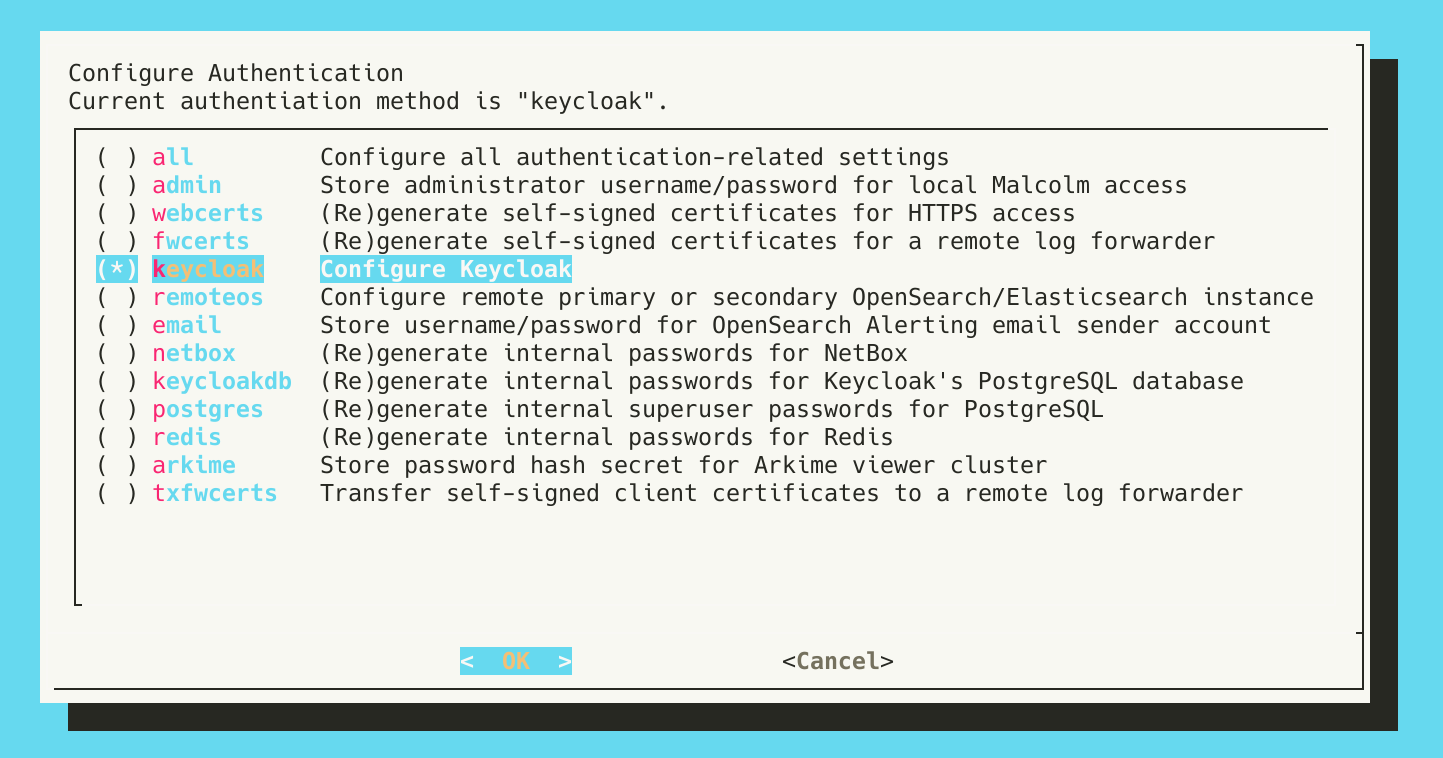 Configure Authentication
Current authentiation method is "keycloak".
( ) all Configure all authentication-related settings
( ) admin Store administrator username/password for local Malcolm access
( ) webcerts (Re)generate self-signed certificates for HTTPS access
( ) fwcerts (Re)generate self-signed certificates for a remote log forwarder
(*) keycloak Configure Keycloak
( ) remoteos Configure remote primary or secondary OpenSearch/Elasticsearch instance
( ) email Store username/password for OpenSearch Alerting email sender account
( ) netbox (Re)generate internal passwords for NetBox
( ) keycloakdb (Re)generate internal passwords for Keycloak's PostgreSQL database
( ) postgres (Re)generate internal superuser passwords for PostgreSQL
( ) redis (Re)generate internal passwords for Redis
( ) arkime Store password hash secret for Arkime viewer cluster
( ) txfwcerts Transfer self-signed client certificates to a remote log forwarder
< OK > <Cancel>